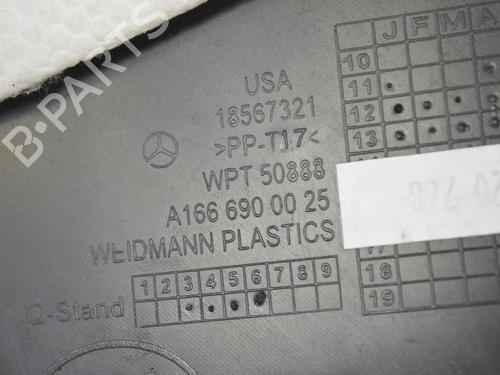 B-PARTS
USA
18567321
>PP-T17<
WPT 50888
A166 690 00 25
WEIDMANN PLASTICS
Q-Stand
1 2 3 4 5 6 7 8 9
J F M A
10
11
12
13
18
19